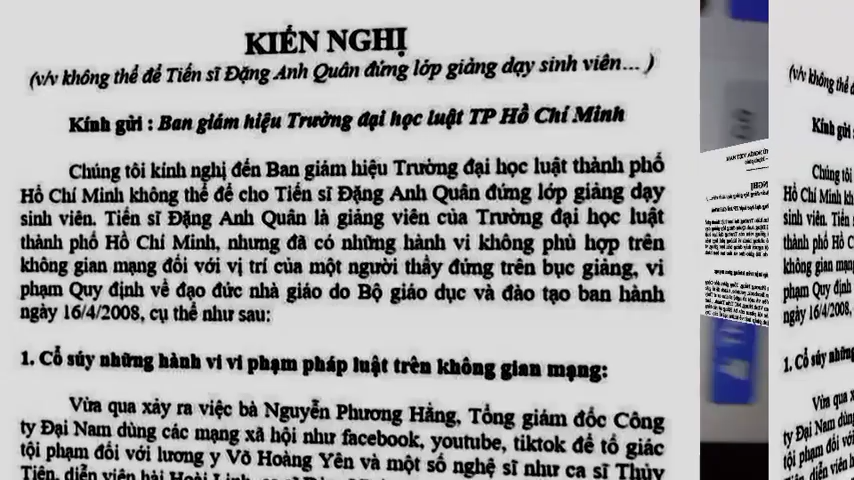 KIẾN NGHỊ
(v/v không thể để Tiến sĩ Đặng Anh Quân đứng lớp giảng dạy sinh viên... )
Kính gửi : Ban giám hiệu Trường đại học luật TP Hồ Chí Minh
Chúng tôi kính nghị đến Ban giám hiệu Trường đại học luật thành phố
Hồ Chí Minh không thể để cho Tiến sĩ Đặng Anh Quân đứng lớp giảng dạy
sinh viên. Tiến sĩ Đặng Anh Quân là giảng viên của Trường đại học luật
thành phố Hồ Chí Minh, nhưng đã có những hành vi không phù hợp trên
không gian mạng đối với vị trí của một người thầy đứng trên bục giảng, vi
phạm Quy định về đạo đức nhà giáo do Bộ giáo dục và đào tạo ban hành
ngày 16/4/2008, cụ thể như sau:
1. Cổ súy những hành vi vi phạm pháp luật trên không gian mạng:
Vừa qua xảy ra việc bà Nguyễn Phương Hằng, Tổng giám đốc Công
ty Đại Nam dùng các mạng xã hội như facebook, youtube, tiktok để tố giác
tội phạm đối với lương y Võ Hoàng Yên và một số nghệ sĩ như ca sĩ Thủy
Tiên, diễn viên hài Hoài Linh
(v/v không thể đ
Kính gửi :
Chúng tôi
Hồ Chí Minh kh
sinh viên. Tiến s
thành phố Hồ Ch
không gian mạng
phạm Quy định
ngày 16/4/2008,
1. Cổ súy những
Vừa qua x
ty Đại Nam dùng
tội phạm đối với